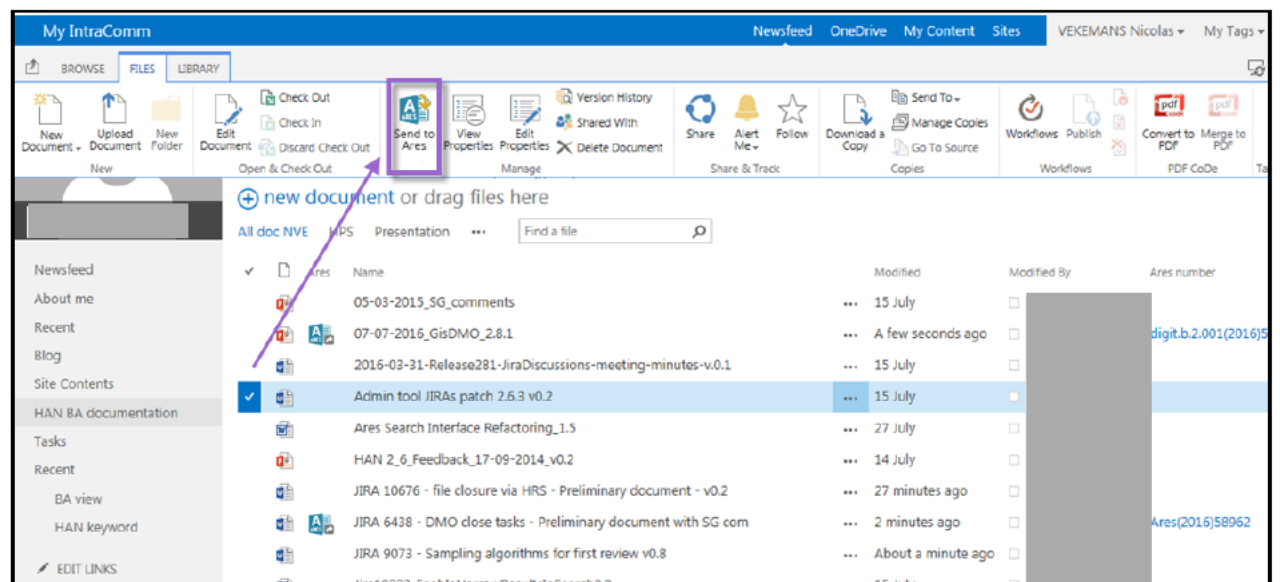 My IntraComm
Newsfeed OneDrive My Content Sites VEKEMANS Nicolas My Tags
BROWSE FILES LIBRARY
New Document
Upload Document
New Folder
New
Edit Document
Check Out
Check In
Discard Check Out
Open & Check Out
ARES
Send to Ares
View Properties
Edit Properties
Version History
Shared With
Delete Document
Manage
Share
Alert Me
Follow
Share & Track
Download a Copy
Send To
Manage Copies
Go To Source
Copies
Workflows
Publish
Workflows
pdf
Convert to PDF
pdf
Merge to PDF
PDF CoDe
Ta
new document or drag files here
All doc NVE HPS Presentation ... Find a file
Newsfeed
About me
Recent
Blog
Site Contents
HAN BA documentation
Tasks
Recent
BA view
HAN keyword
EDIT LINKS
Ares Name Modified Modified By Ares number
05-03-2015_SG_comments ... 15 July
07-07-2016_GisDMO_2.8.1 ... A few seconds ago digit.b.2.001(2016)5
2016-03-31-Release281-JiraDiscussions-meeting-minutes-v.0.1 ... 15 July
Admin tool JIRAs patch 2.6.3 v0.2 ... 15 July
Ares Search Interface Refactoring_1.5 ... 27 July
HAN 2_6_Feedback_17-09-2014_v0.2 ... 14 July
JIRA 10676 - file closure via HRS - Preliminary document - v0.2 ... 27 minutes ago
JIRA 6438 - DMO close tasks - Preliminary document with SG com ... 2 minutes ago Ares(2016)58962
JIRA 9073 - Sampling algorithms for first review v0.8 ... About a minute ago